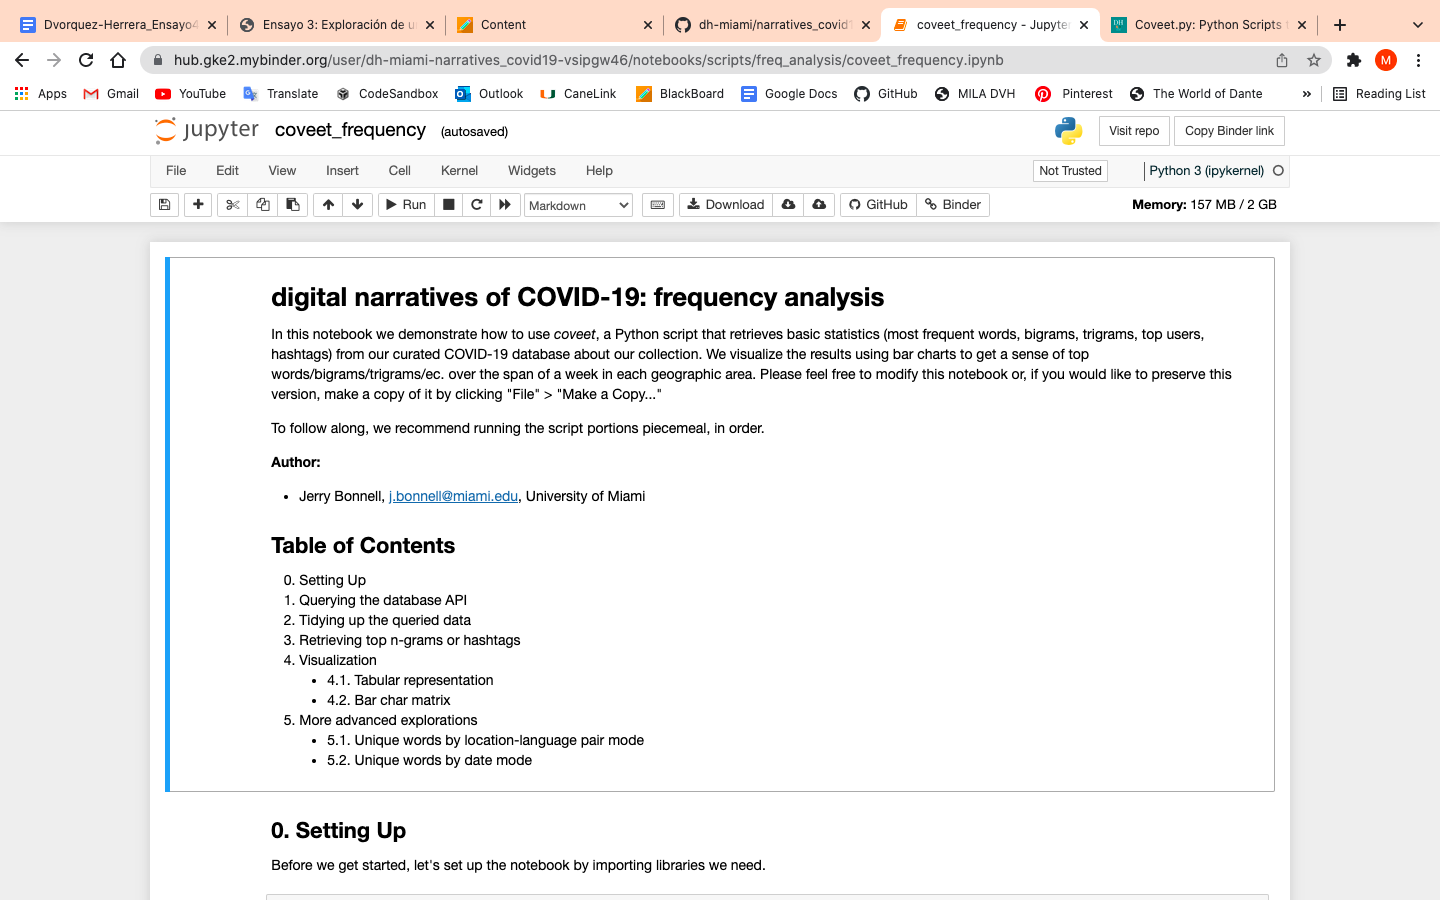 Dvorquez-Herrera_Ensayo4
Ensayo 3: Exploración de u
Content
dh-miami/narratives_covid1
coveet_frequency - Jupyter
Coveet.py: Python Scripts
hub.gke2.mybinder.org/user/dh-miami-narratives_covid19-vsipgw46/notebooks/scripts/freq_analysis/coveet_frequency.ipynb
M
Apps
Gmail
YouTube
Translate
CodeSandbox
Outlook
CaneLink
BlackBoard
Google Docs
GitHub
MILA DVH
Pinterest
The World of Dante
»
Reading List
jupyter
coveet_frequency
(autosaved)
Visit repo
Copy Binder link
File Edit View Insert Cell Kernel Widgets Help
Not Trusted
Python 3 (ipykernel)
Run
Markdown
Download
GitHub
Binder
Memory: 157 MB / 2 GB
digital narratives of COVID-19: frequency analysis
In this notebook we demonstrate how to use coveet, a Python script that retrieves basic statistics (most frequent words, bigrams, trigrams, top users,
hashtags) from our curated COVID-19 database about our collection. We visualize the results using bar charts to get a sense of top
words/bigrams/trigrams/ec. over the span of a week in each geographic area. Please feel free to modify this notebook or, if you would like to preserve this
version, make a copy of it by clicking "File" > "Make a Copy..."
To follow along, we recommend running the script portions piecemeal, in order.
Author:
• Jerry Bonnell, j.bonnell@miami.edu, University of Miami
Table of Contents
0. Setting Up
1. Querying the database API
2. Tidying up the queried data
3. Retrieving top n-grams or hashtags
4. Visualization
• 4.1. Tabular representation
• 4.2. Bar char matrix
5. More advanced explorations
• 5.1. Unique words by location-language pair mode
• 5.2. Unique words by date mode
0. Setting Up
Before we get started, let's set up the notebook by importing libraries we need.